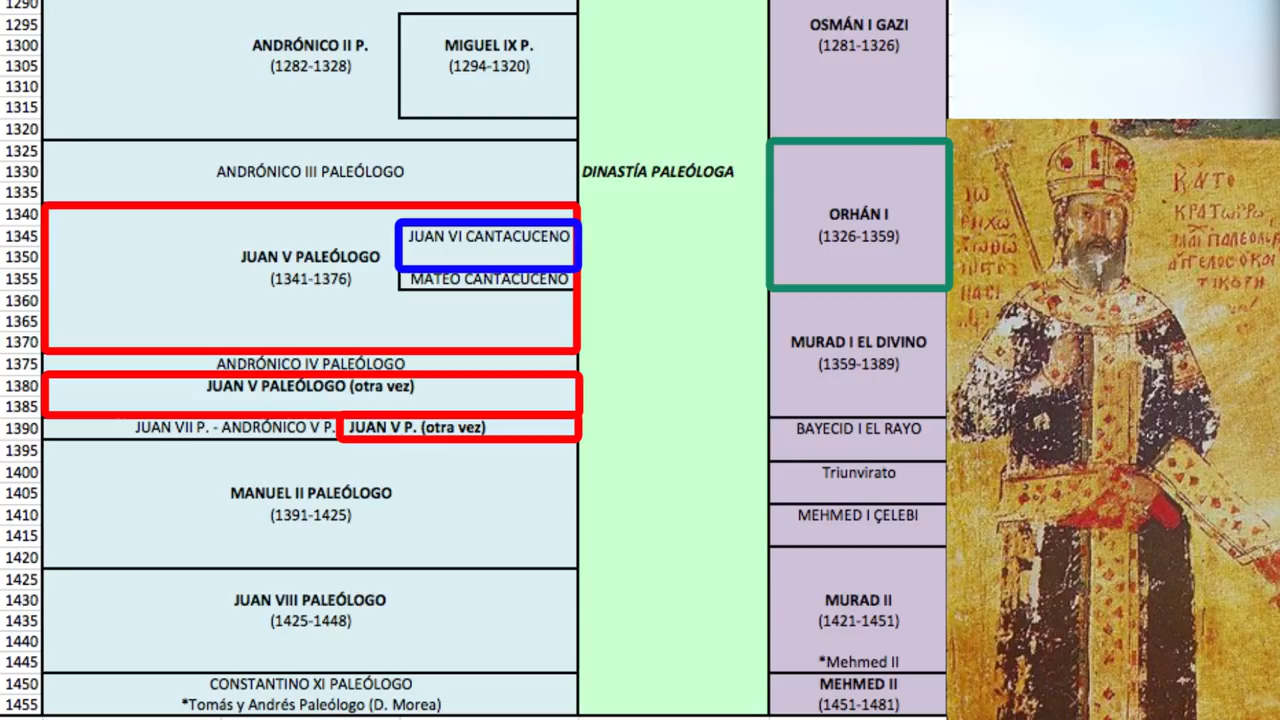 1290
1295
1300
1305
1310
1315
1320
1325
1330
1335
1340
1345
1350
1355
1360
1365
1370
1375
1380
1385
1390
1395
1400
1405
1410
1415
1420
1425
1430
1435
1440
1445
1450
1455
ANDRÓNICO II P.
(1282-1328)
MIGUEL IX P.
(1294-1320)
ANDRÓNICO III PALEÓLOGO
JUAN V PALEÓLOGO
(1341-1376)
JUAN VI CANTACUCENO
MATEO CANTACUCENO
ANDRÓNICO IV PALEÓLOGO
JUAN V PALEÓLOGO (otra vez)
JUAN VII P. - ANDRÓNICO V P.
JUAN V P. (otra vez)
MANUEL II PALEÓLOGO
(1391-1425)
JUAN VIII PALEÓLOGO
(1425-1448)
CONSTANTINO XI PALEÓLOGO
*Tomás y Andrés Paleólogo (D. Morea)
DINASTÍA PALEÓLOGA
OSMÁN I GAZI
(1281-1326)
ORHÁN I
(1326-1359)
MURAD I EL DIVINO
(1359-1389)
BAYECID I EL RAYO
Triunvirato
MEHMED I ÇELEBI
MURAD II
(1421-1451)
*Mehmed II
MEHMED II
(1451-1481)